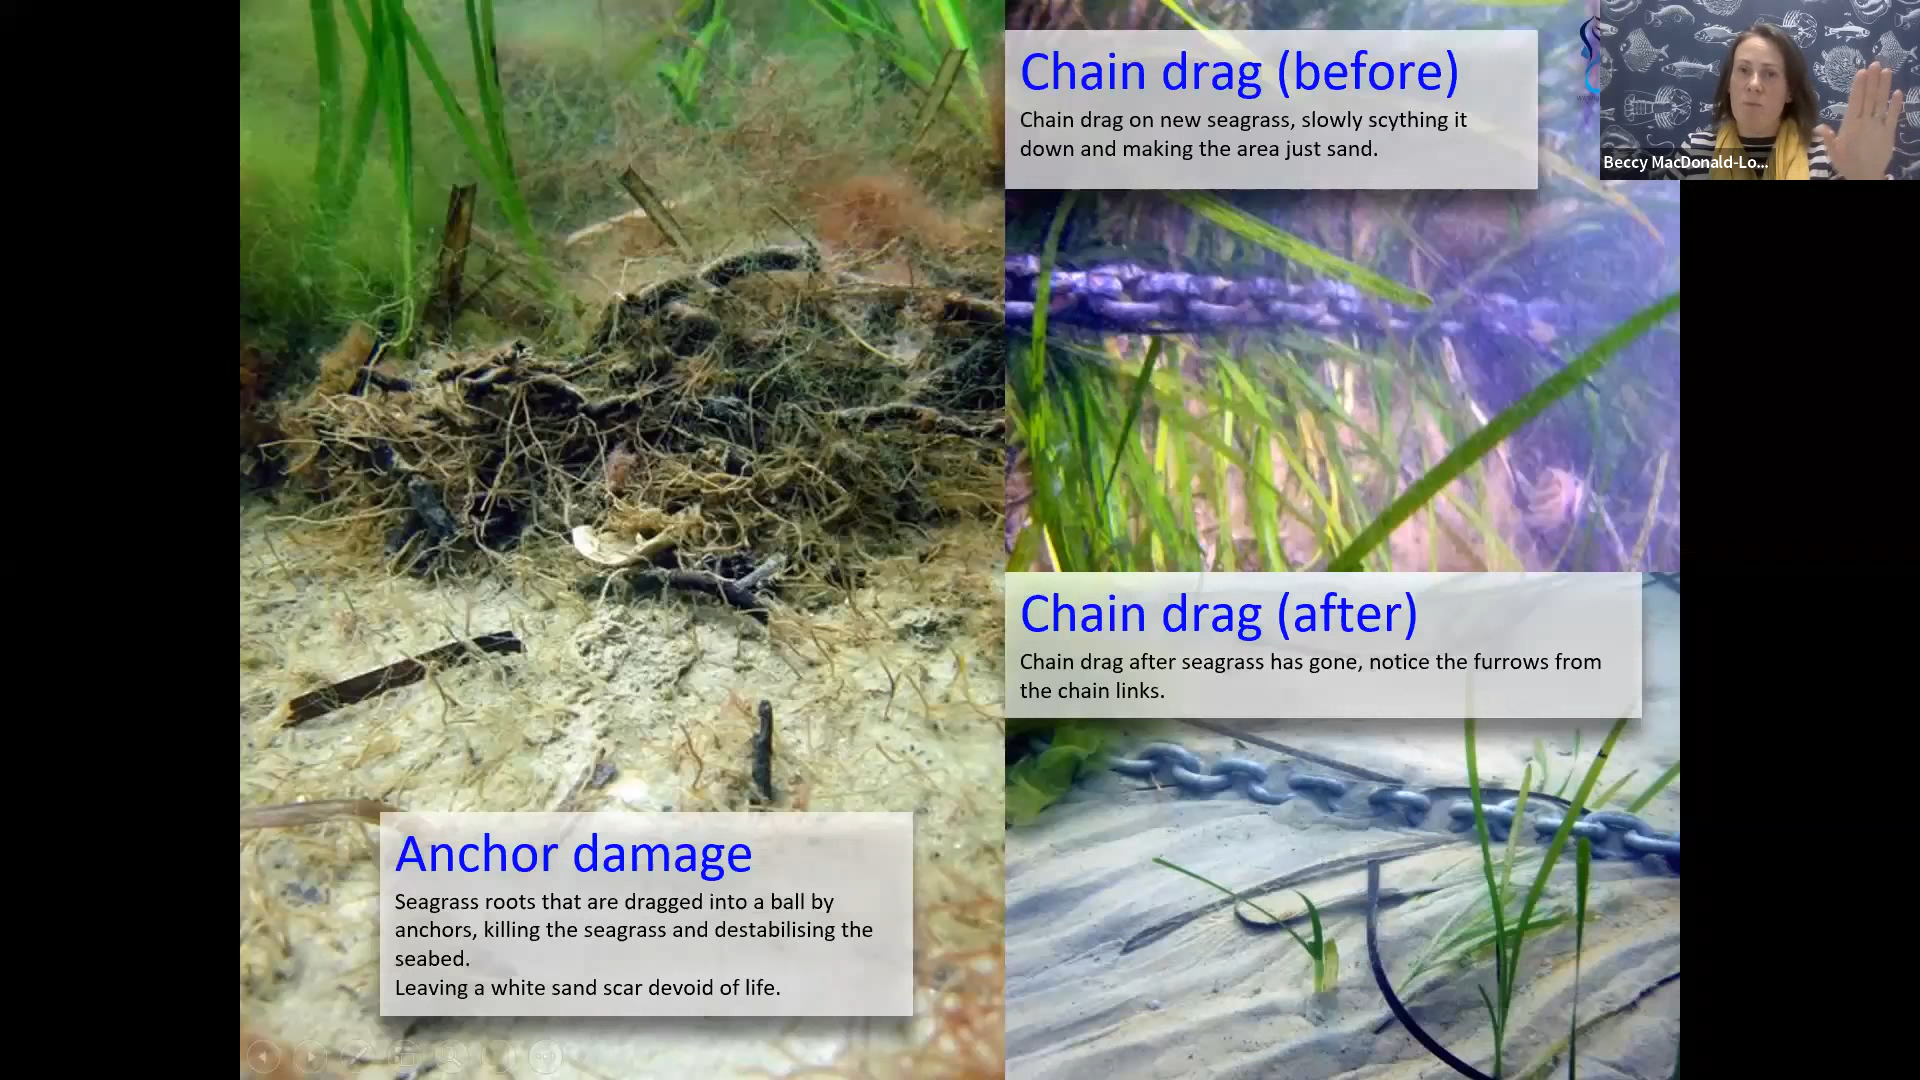 Chain drag (before)
Chain drag on new seagrass, slowly scything it
down and making the area just sand.
Beccy MacDonald-Lo...
Chain drag (after)
Chain drag after seagrass has gone, notice the furrows from
the chain links.
Anchor damage
Seagrass roots that are dragged into a ball by
anchors, killing the seagrass and destabilising the
seabed.
Leaving a white sand scar devoid of life.